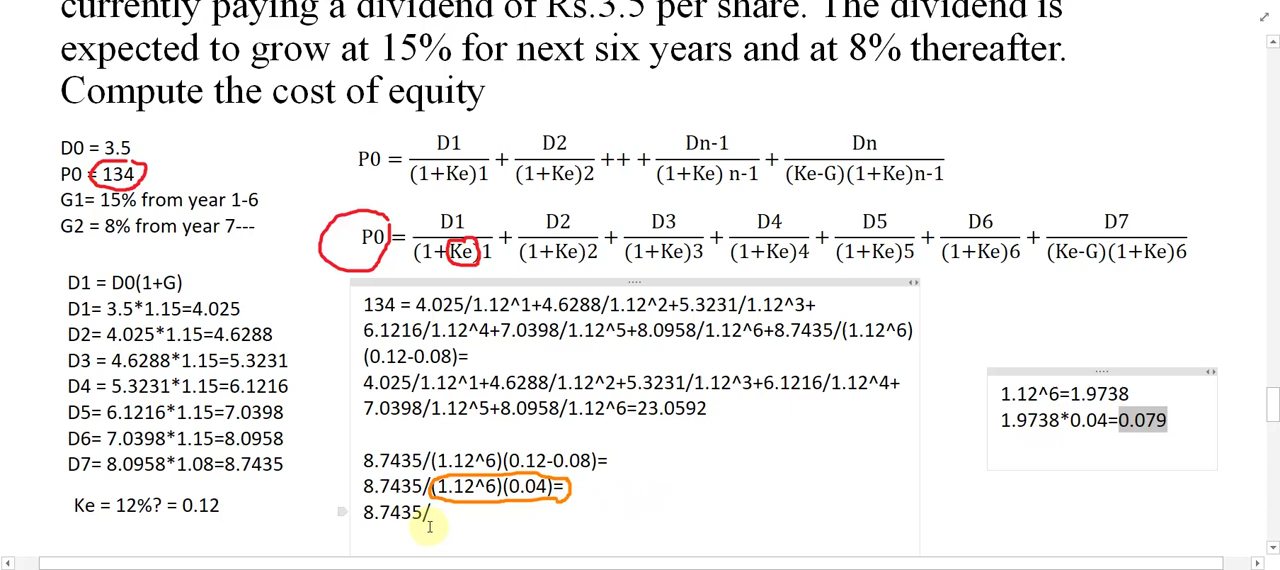 currently paying a dividend of Rs.3.5 per share. The dividend is
expected to grow at 15% for next six years and at 8% thereafter.
Compute the cost of equity
D0 = 3.5
P0 = 134
G1= 15% from year 1-6
G2 = 8% from year 7---
D1 = D0(1+G)
D1= 3.5*1.15=4.025
D2= 4.025*1.15=4.6288
D3 = 4.6288*1.15=5.3231
D4 = 5.3231*1.15=6.1216
D5= 6.1216*1.15=7.0398
D6= 7.0398*1.15=8.0958
D7= 8.0958*1.08=8.7435
Ke = 12%? = 0.12
D1 D2 Dn-1 Dn
P0 = + +++ + +
(1+Ke)1 (1+Ke)2 (1+Ke) n-1 (Ke-G)(1+Ke)n-1
D1 D2 D3 D4 D5 D6 D7
P0 = + + + + + +
(1+Ke)1 (1+Ke)2 (1+Ke)3 (1+Ke)4 (1+Ke)5 (1+Ke)6 (Ke-G)(1+Ke)6
134 = 4.025/1.12^1+4.6288/1.12^2+5.3231/1.12^3+
6.1216/1.12^4+7.0398/1.12^5+8.0958/1.12^6+8.7435/(1.12^6)
(0.12-0.08)=
4.025/1.12^1+4.6288/1.12^2+5.3231/1.12^3+6.1216/1.12^4+
7.0398/1.12^5+8.0958/1.12^6=23.0592
8.7435/(1.12^6)(0.12-0.08)=
8.7435/(1.12^6)(0.04)=
8.7435/
1.12^6=1.9738
1.9738*0.04=0.079